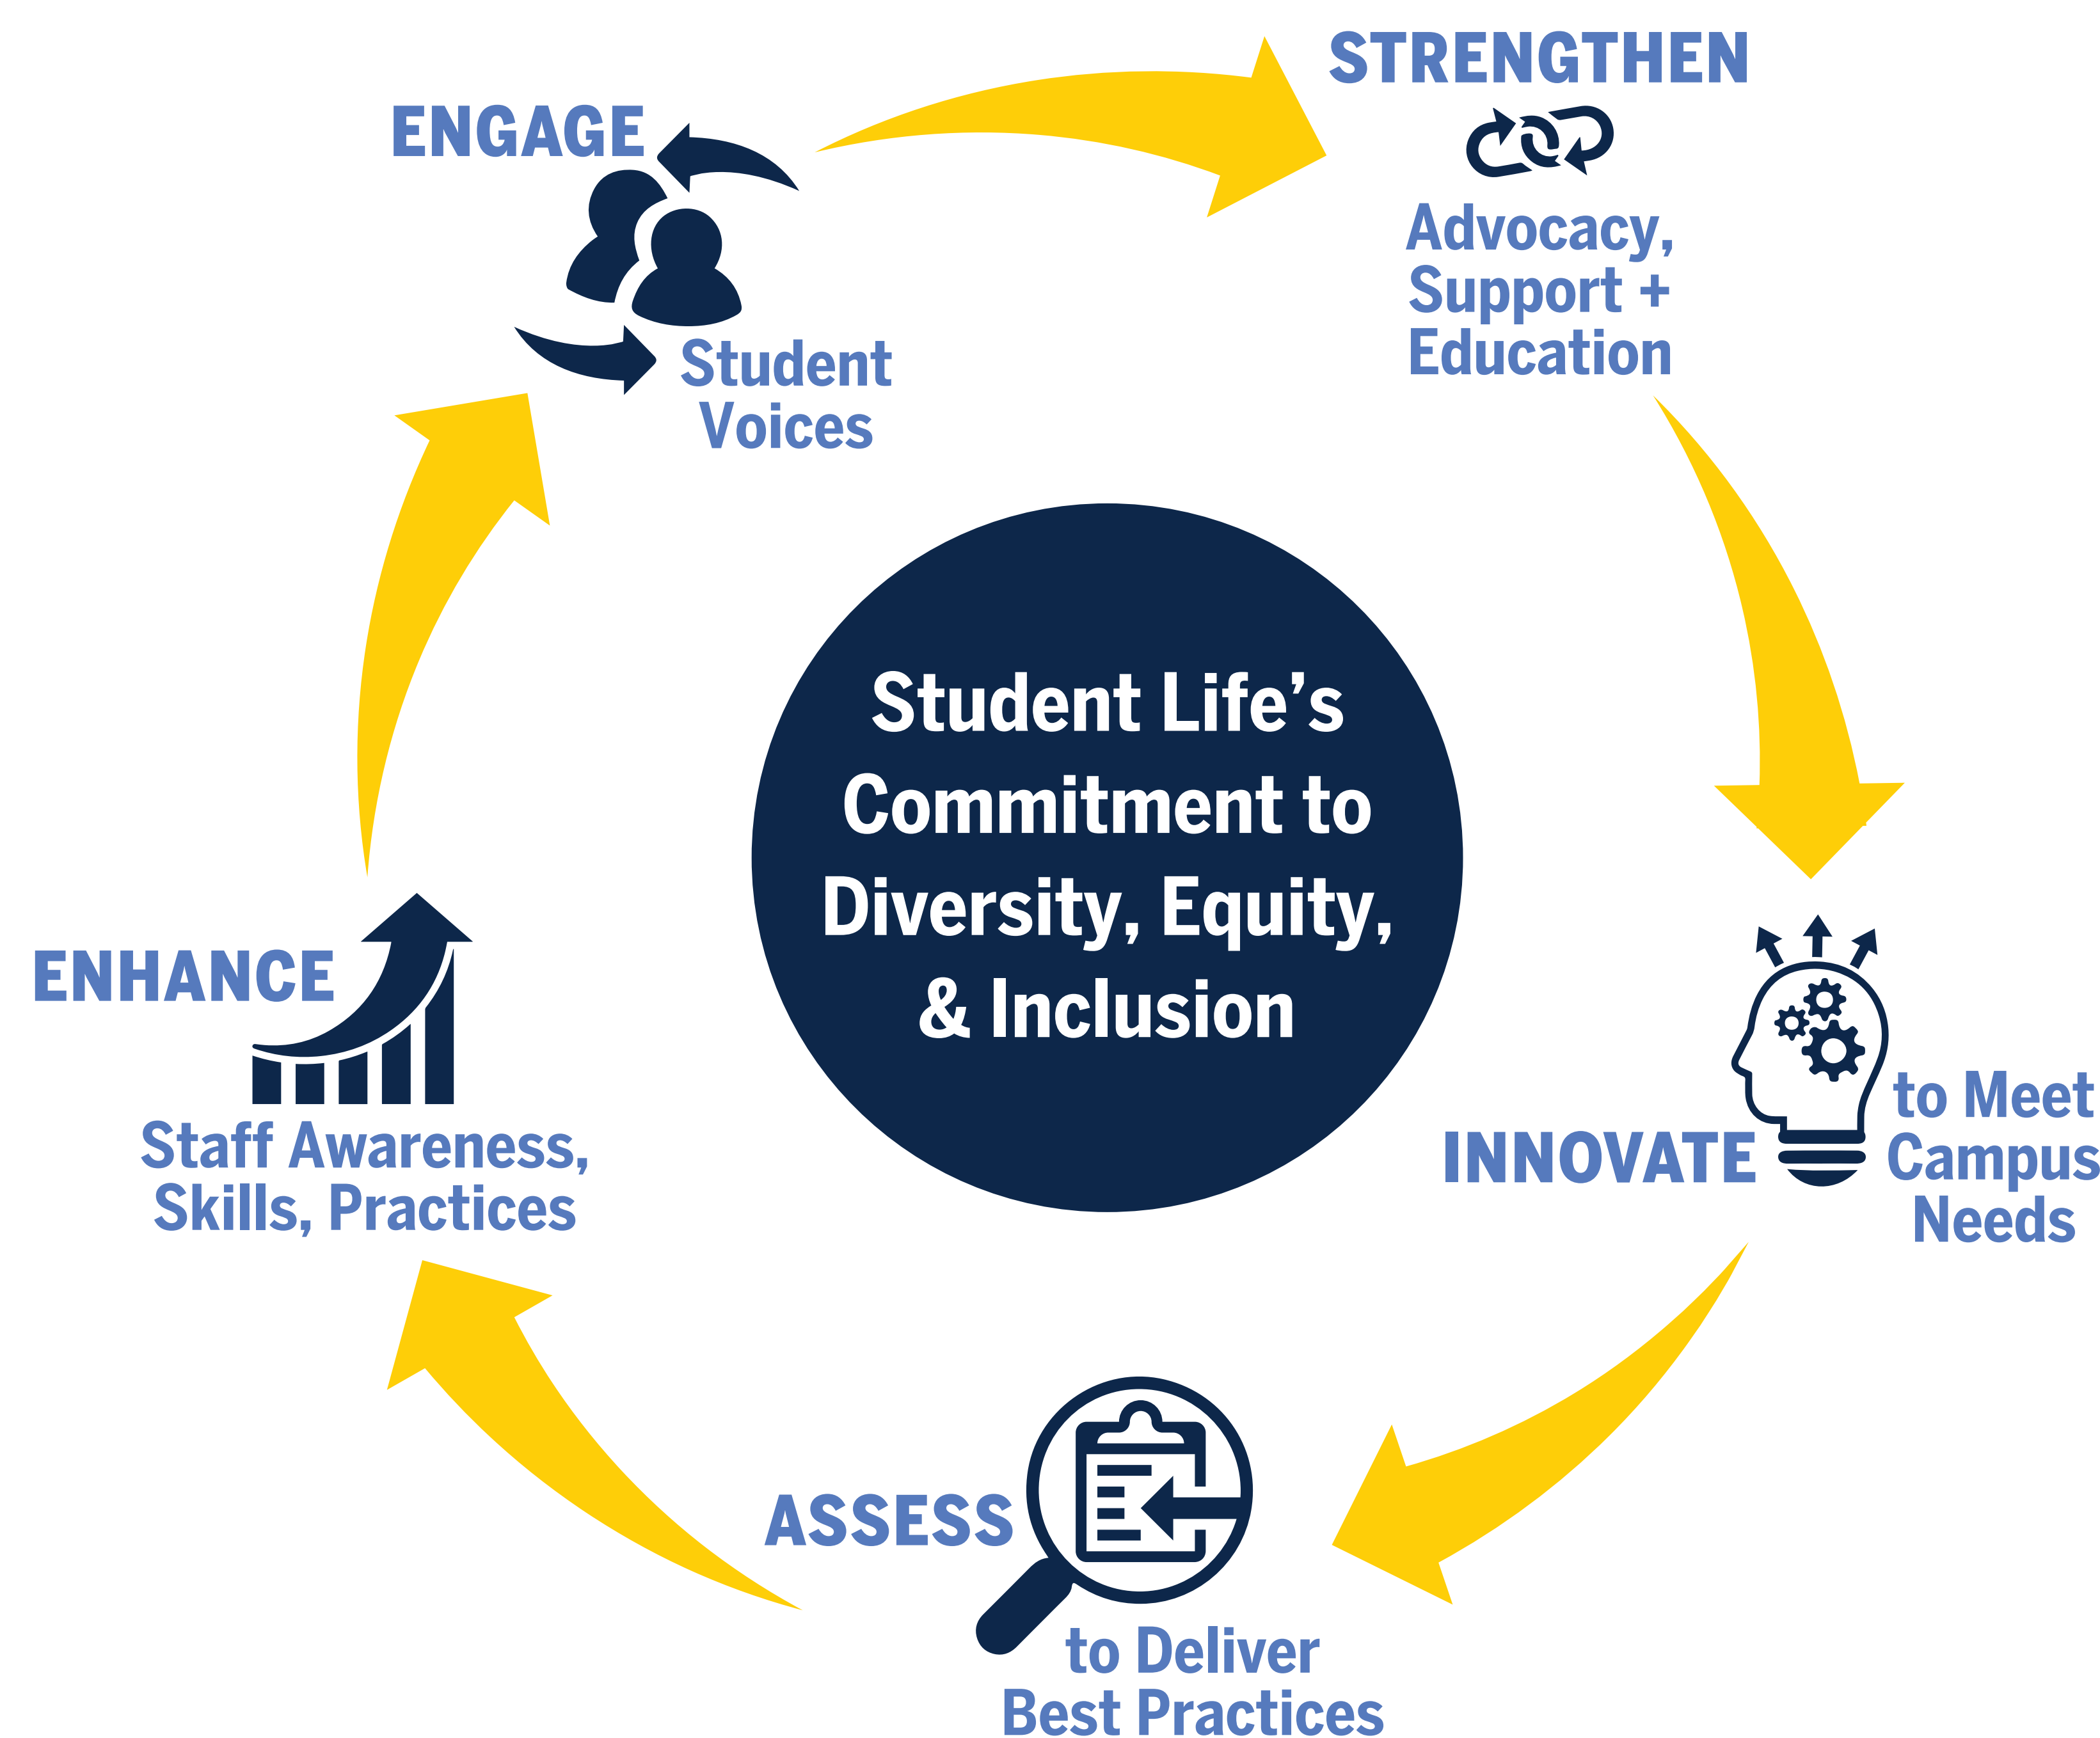 ENGAGE
Student
Voices
STRENGTHEN
Advocacy,
Support +
Education
Student Life’s
Commitment to
Diversity, Equity,
& Inclusion
INNOVATE
to Meet
Campus
Needs
ASSESS
to Deliver
Best Practices
ENHANCE
Staff Awareness,
Skills, Practices